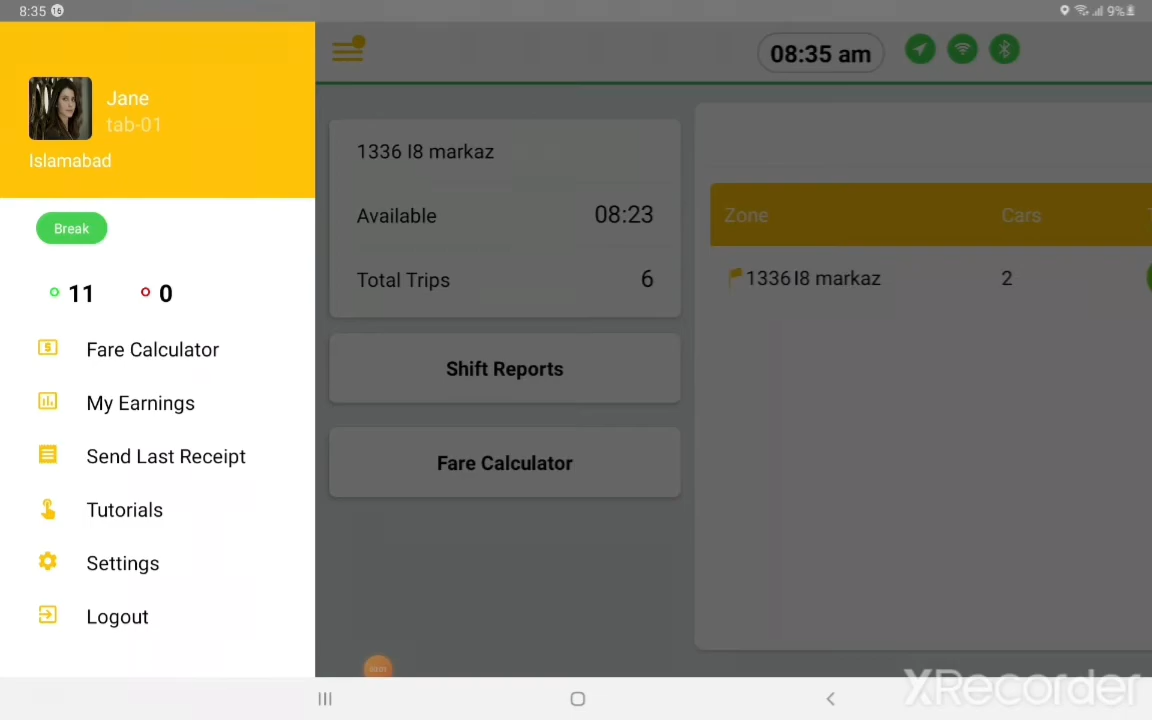 8:35 16
9%
Jane
tab-01
Islamabad
Break
11 0
Fare Calculator
My Earnings
Send Last Receipt
Tutorials
Settings
Logout
08:35 am
1336 I8 markaz
Available 08:23
Total Trips 6
Shift Reports
Fare Calculator
Zone Cars
1336 I8 markaz 2
XRecorder